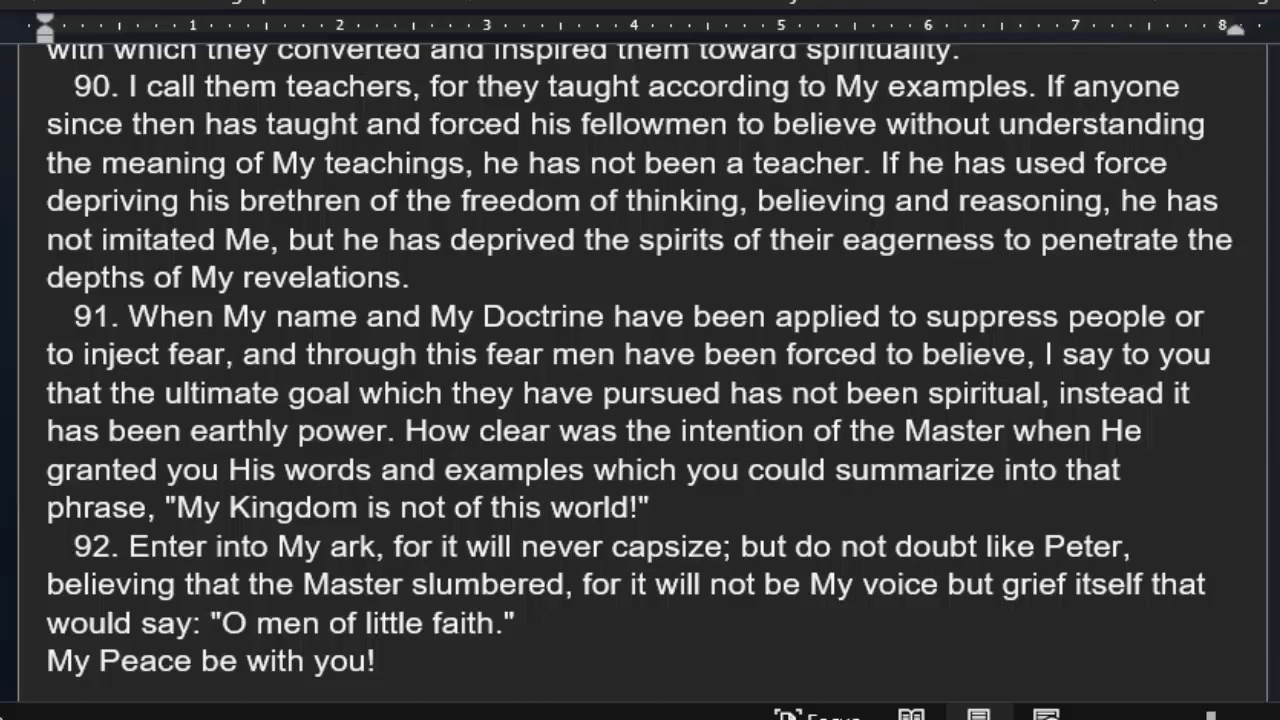 1 2 3 4 5 6 7 8
with which they converted and inspired them toward spirituality.
90. I call them teachers, for they taught according to My examples. If anyone
since then has taught and forced his fellowmen to believe without understanding
the meaning of My teachings, he has not been a teacher. If he has used force
depriving his brethren of the freedom of thinking, believing and reasoning, he has
not imitated Me, but he has deprived the spirits of their eagerness to penetrate the
depths of My revelations.
91. When My name and My Doctrine have been applied to suppress people or
to inject fear, and through this fear men have been forced to believe, I say to you
that the ultimate goal which they have pursued has not been spiritual, instead it
has been earthly power. How clear was the intention of the Master when He
granted you His words and examples which you could summarize into that
phrase, "My Kingdom is not of this world!"
92. Enter into My ark, for it will never capsize; but do not doubt like Peter,
believing that the Master slumbered, for it will not be My voice but grief itself that
would say: "O men of little faith."
My Peace be with you!
Focus